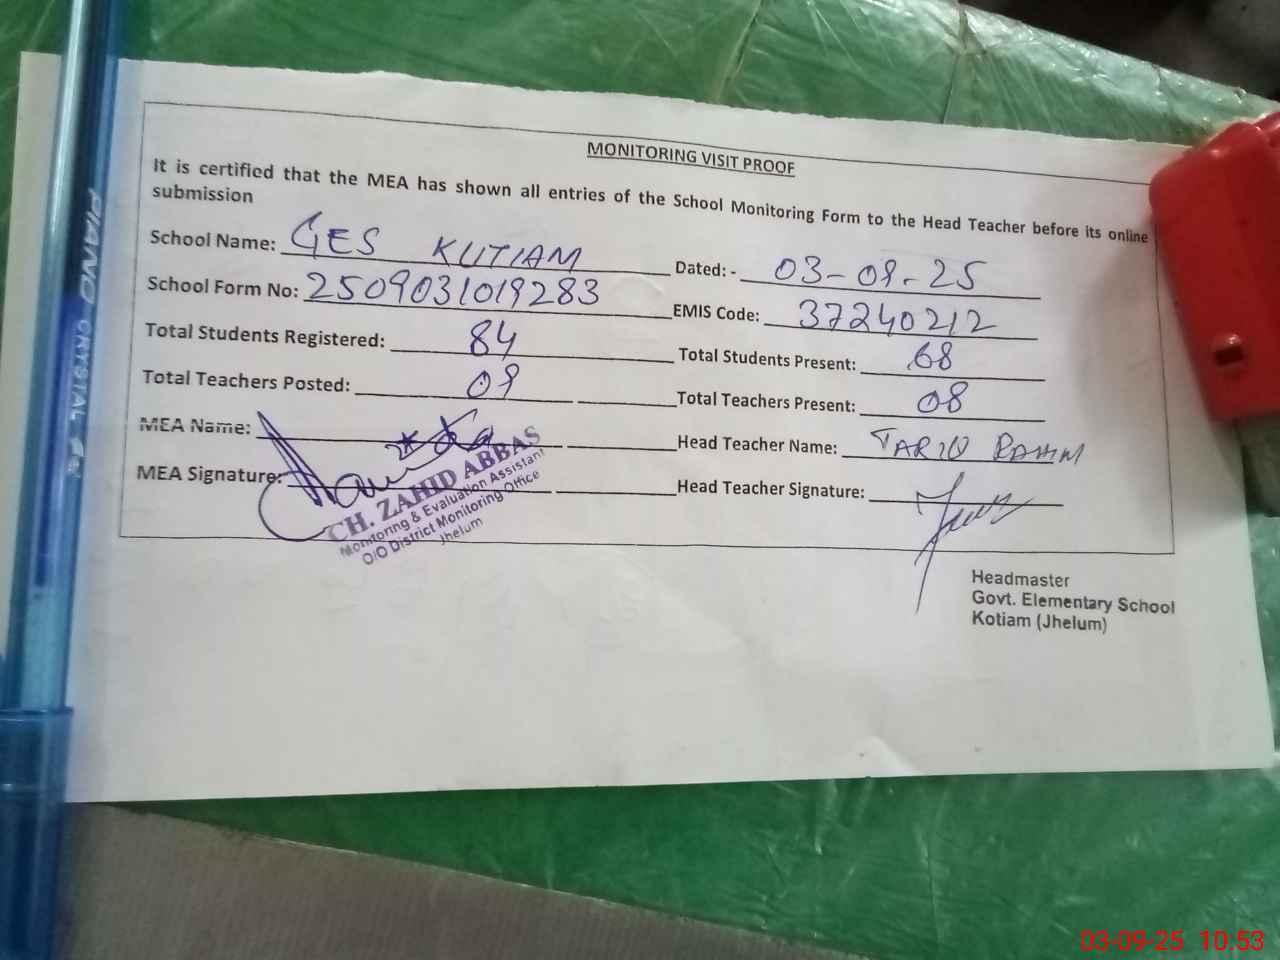 MONITORING VISIT PROOF
It is certified that the MEA has shown all entries of the School Monitoring Form to the Head Teacher before its online
submission
School Name: GES KUTIAM Dated: - 03-09-25
School Form No: 2509031019283 EMIS Code: 37240212
Total Students Registered: 84 Total Students Present: 68
Total Teachers Posted: 09 Total Teachers Present: 08
MEA Name: Head Teacher Name: TARIQ RAHIM
MEA Signature: Head Teacher Signature:
CH. ZAHID ABBAS
Monitoring & Evaluation Assistant
O/O District Monitoring Office
Jhelum
Headmaster
Govt. Elementary School
Kotiam (Jhelum)
PIANO CRYSTAL
03-09-25 10:53